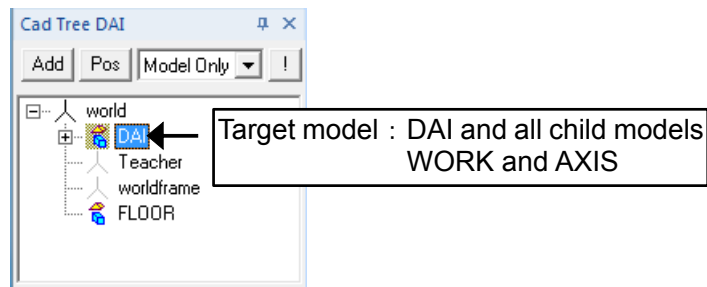 Cad Tree DAI
Add Pos Model Only !
world
DAI
Target model : DAI and all child models
WORK and AXIS
Teacher
worldframe
FLOOR